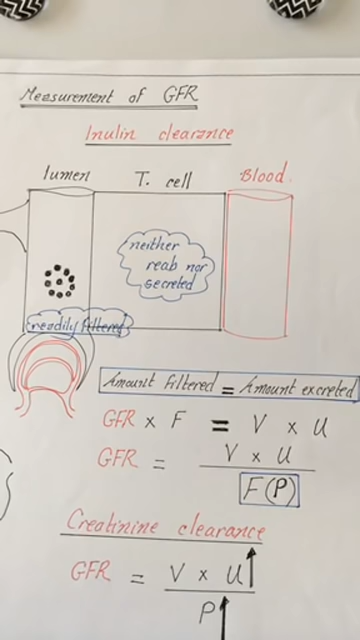 Measurement of GFR
Inulin clearance
lumen T. cell Blood
neither
reab nor
secreted
readily filtered
Amount filtered = Amount excreted
GFR x F = V x U
GFR = V x U
F(P)
Creatinine clearance
GFR = V x U↑
P↑